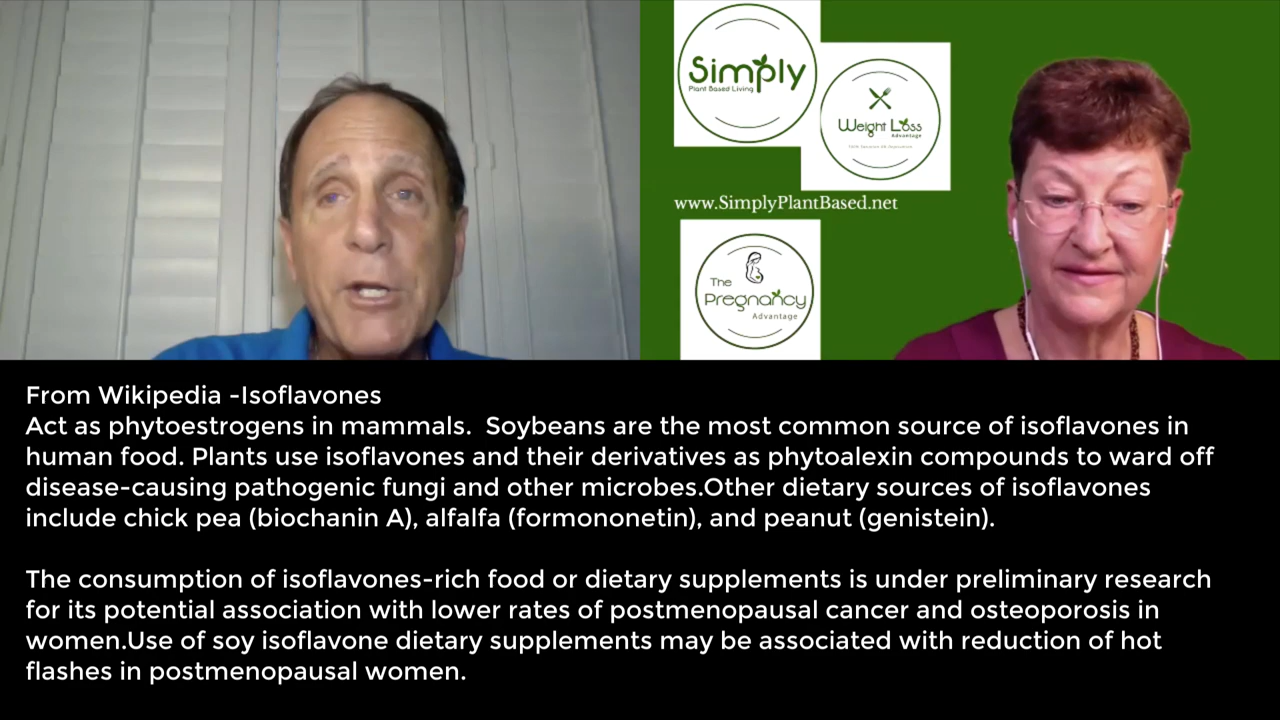 Simply
Plant Based Living
Weight Loss
Advantage
www.SimplyPlantBased.net
The
Pregnancy
Advantage
From Wikipedia -Isoflavones
Act as phytoestrogens in mammals.  Soybeans are the most common source of isoflavones in
human food. Plants use isoflavones and their derivatives as phytoalexin compounds to ward off
disease-causing pathogenic fungi and other microbes.Other dietary sources of isoflavones
include chick pea (biochanin A), alfalfa (formononetin), and peanut (genistein).
The consumption of isoflavones-rich food or dietary supplements is under preliminary research
for its potential association with lower rates of postmenopausal cancer and osteoporosis in
women.Use of soy isoflavone dietary supplements may be associated with reduction of hot
flashes in postmenopausal women.